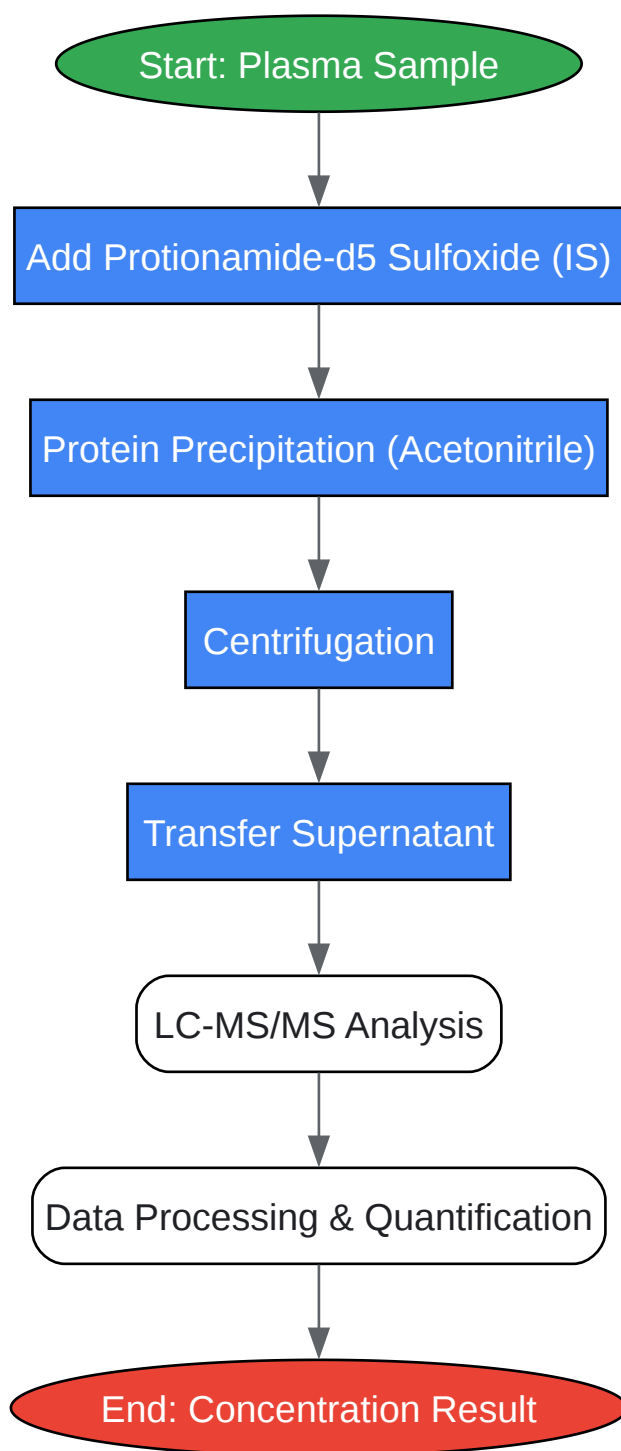 Start: Plasma Sample
Add Protionamide-d5 Sulfoxide (IS)
Protein Precipitation (Acetonitrile)
Centrifugation
Transfer Supernatant
LC-MS/MS Analysis
Data Processing & Quantification
End: Concentration Result